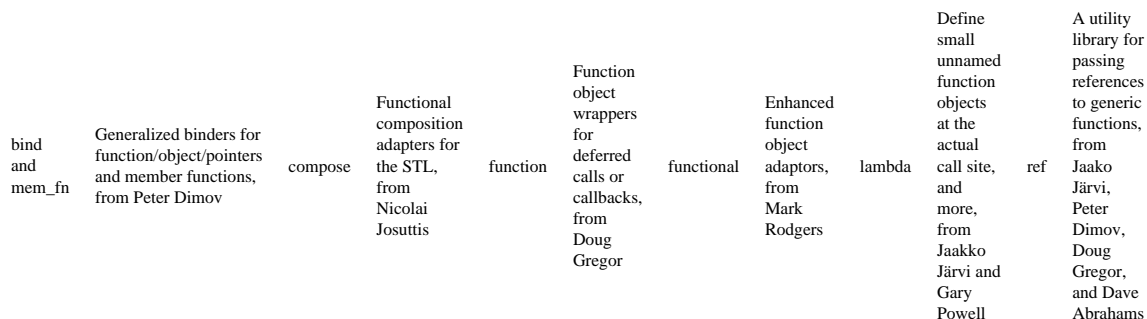 bind
and
mem_fn
Generalized binders for
function/object/pointers
and member functions,
from Peter Dimov
compose
Functional
composition
adapters for
the STL,
from
Nicolai
Josuttis
function
Function
object
wrappers
for
deferred
calls or
callbacks,
from
Doug
Gregor
functional
Enhanced
function
object
adaptors,
from
Mark
Rodgers
lambda
Define
small
unnamed
function
objects
at the
actual
call site,
and
more,
from
Jaakko
Järvi and
Gary
Powell
ref
A utility
library for
passing
references
to generic
functions,
from
Jaako
Järvi,
Peter
Dimov,
Doug
Gregor,
and Dave
Abrahams